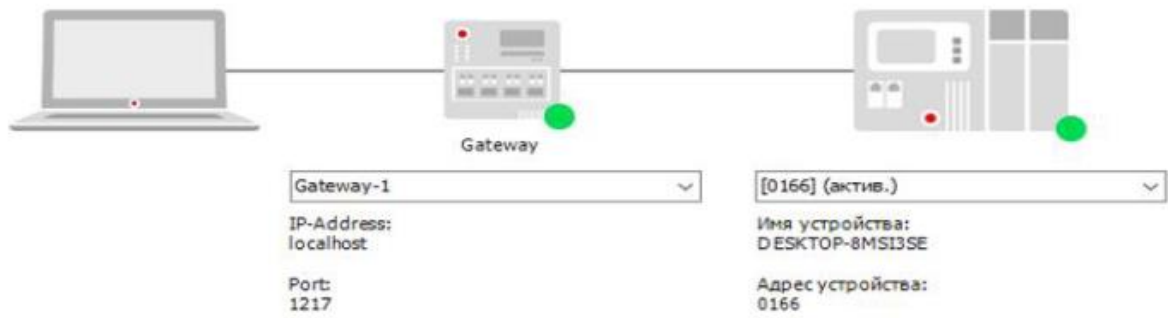 Gateway
Gateway-1
[0166] (актив.)
IP-Address:
localhost
Имя устройства:
DESKTOP-8MSI3SE
Port:
1217
Адрес устройства:
0166